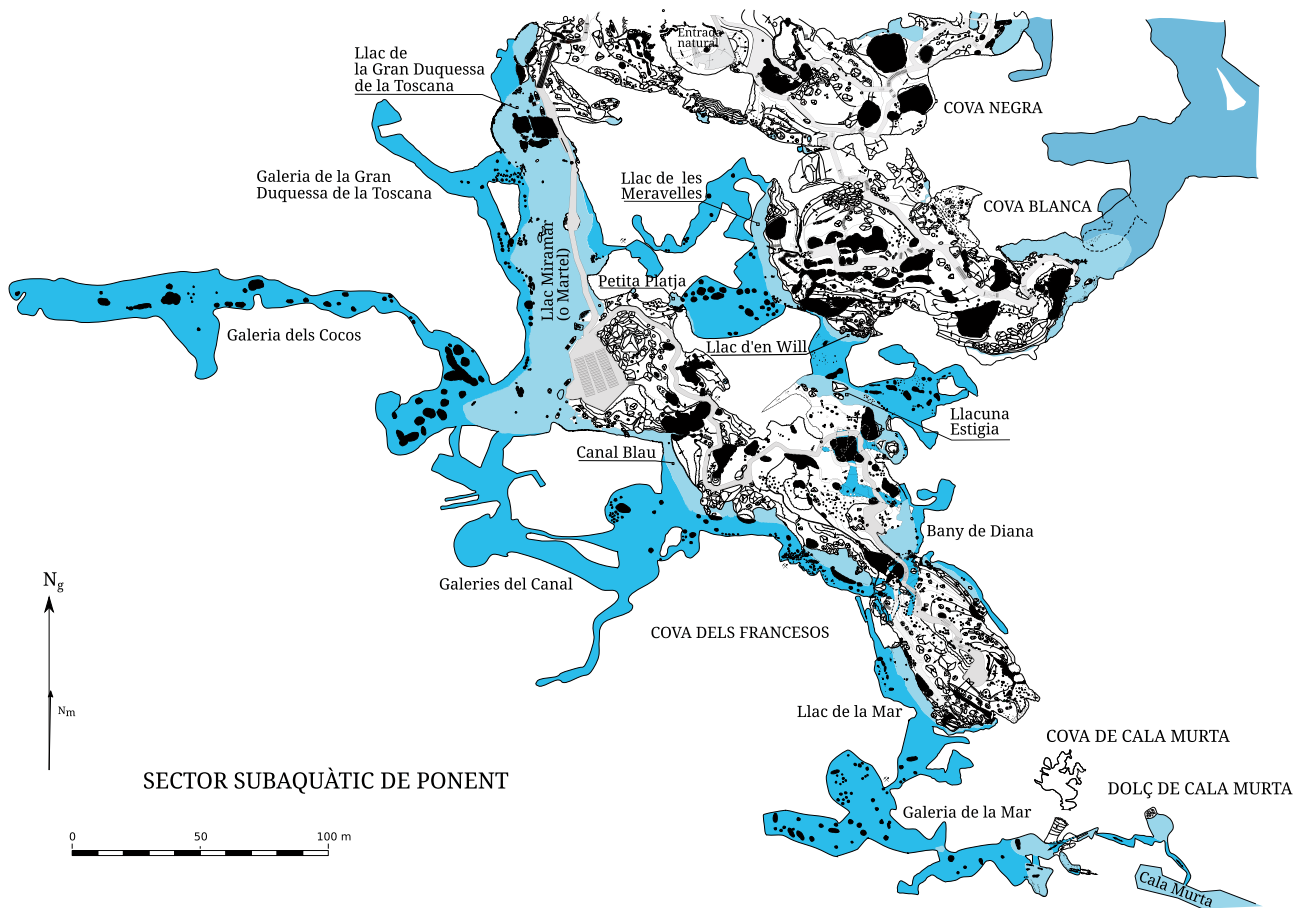 Entrada
natural
Llac de
la Gran Duquessa
de la Toscana
COVA NEGRA
Galeria de la Gran
Duquessa de la Toscana
Llac de les
Meravelles
COVA BLANCA
Llac Miramar
(o Martel)
Petita Platja
Galeria dels Cocos
Llac d'en Will
Llacuna
Estigia
Canal Blau
Bany de Diana
Galeries del Canal
Ng
COVA DELS FRANCESOS
Nm
Llac de la Mar
COVA DE CALA MURTA
SECTOR SUBAQUÀTIC DE PONENT
DOLÇ DE CALA MURTA
Galeria de la Mar
0 50 100 m
Cala Murta